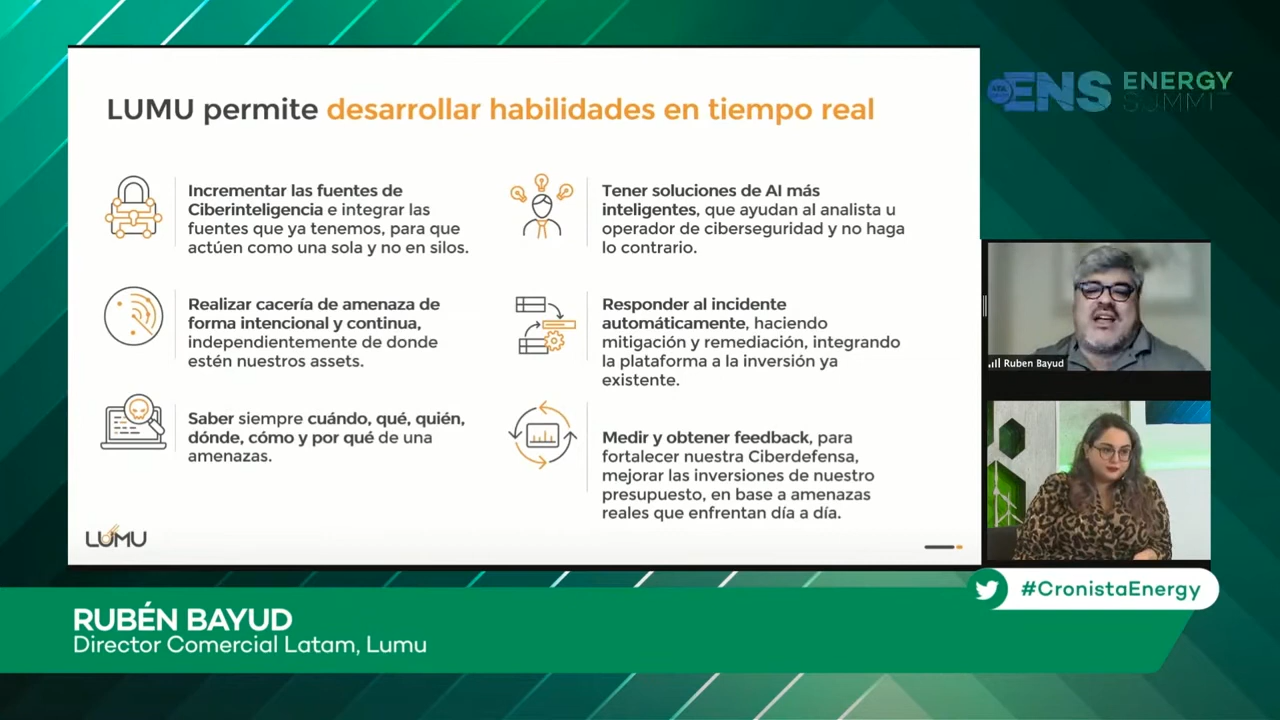 LUMU permite desarrollar habilidades en tiempo real
Incrementar las fuentes de
Ciberinteligencia e integrar las
fuentes que ya tenemos, para que
actúen como una sola y no en silos.
Realizar cacería de amenaza de
forma intencional y continua,
independientemente de donde
estén nuestros assets.
Saber siempre cuándo, qué, quién,
dónde, cómo y por qué de una
amenazas.
Tener soluciones de AI más
inteligentes, que ayudan al analista u
operador de ciberseguridad y no haga
lo contrario.
Responder al incidente
automáticamente, haciendo
mitigación y remediación, integrando
la plataforma a la inversión ya
existente.
Medir y obtener feedback, para
fortalecer nuestra Ciberdefensa,
mejorar las inversiones de nuestro
presupuesto, en base a amenazas
reales que enfrentan día a día.
LUMU
ENS
ENERGY
SUMMIT
Ruben Bayud
#CronistaEnergy
RUBÉN BAYUD
Director Comercial Latam, Lumu